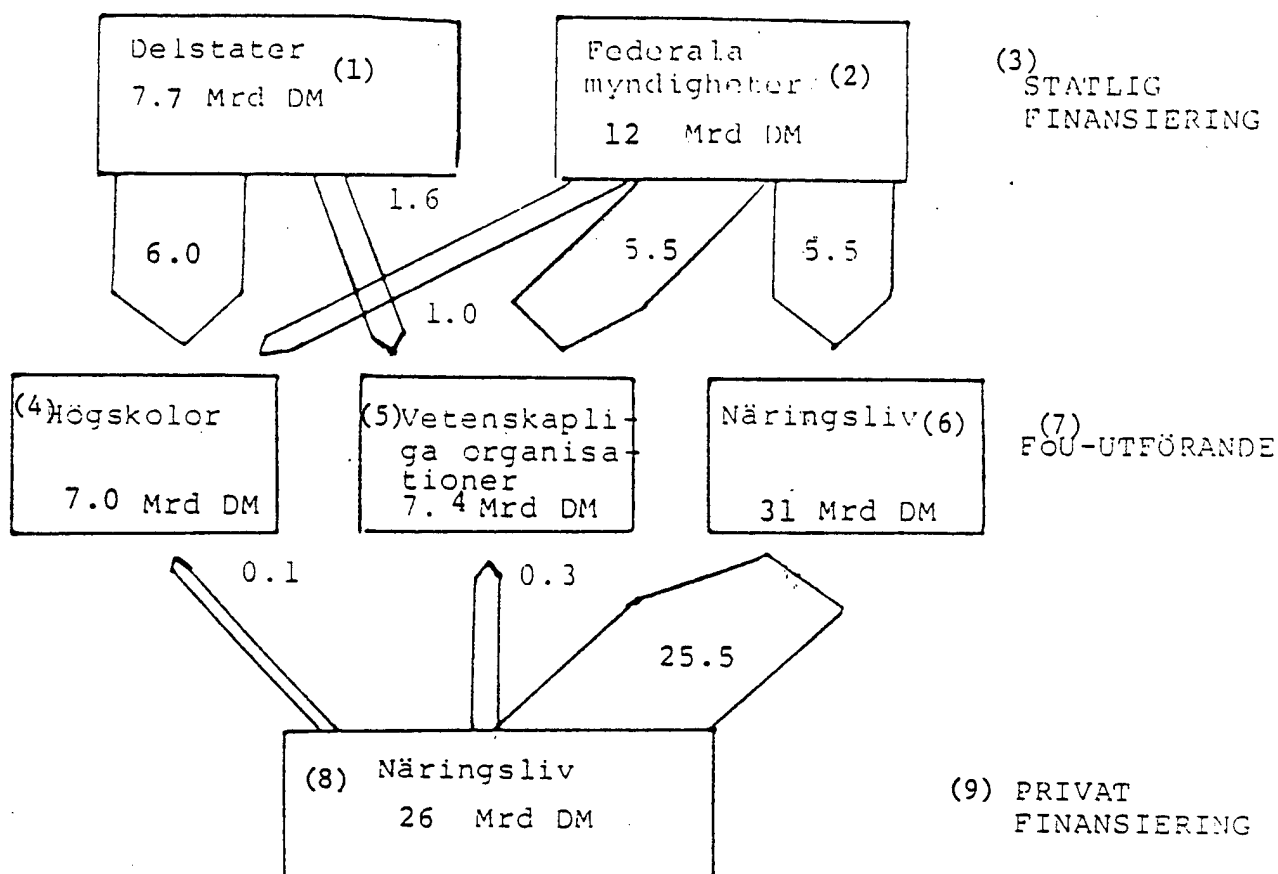 Delstater (1)
7.7 Mrd DM
Federala
myndigheter (2)
12 Mrd DM
(3)
STATLIG
FINANSIERING
1.6
6.0
5.5
5.5
1.0
(4) Högskolor
7.0 Mrd DM
(5) Vetenskapli-
ga organisa-
tioner
7.4 Mrd DM
Näringsliv (6)
31 Mrd DM
(7)
FoU-UTFÖRANDE
0.1
0.3
25.5
(8) Näringsliv
26 Mrd DM
(9) PRIVAT
FINANSIERING